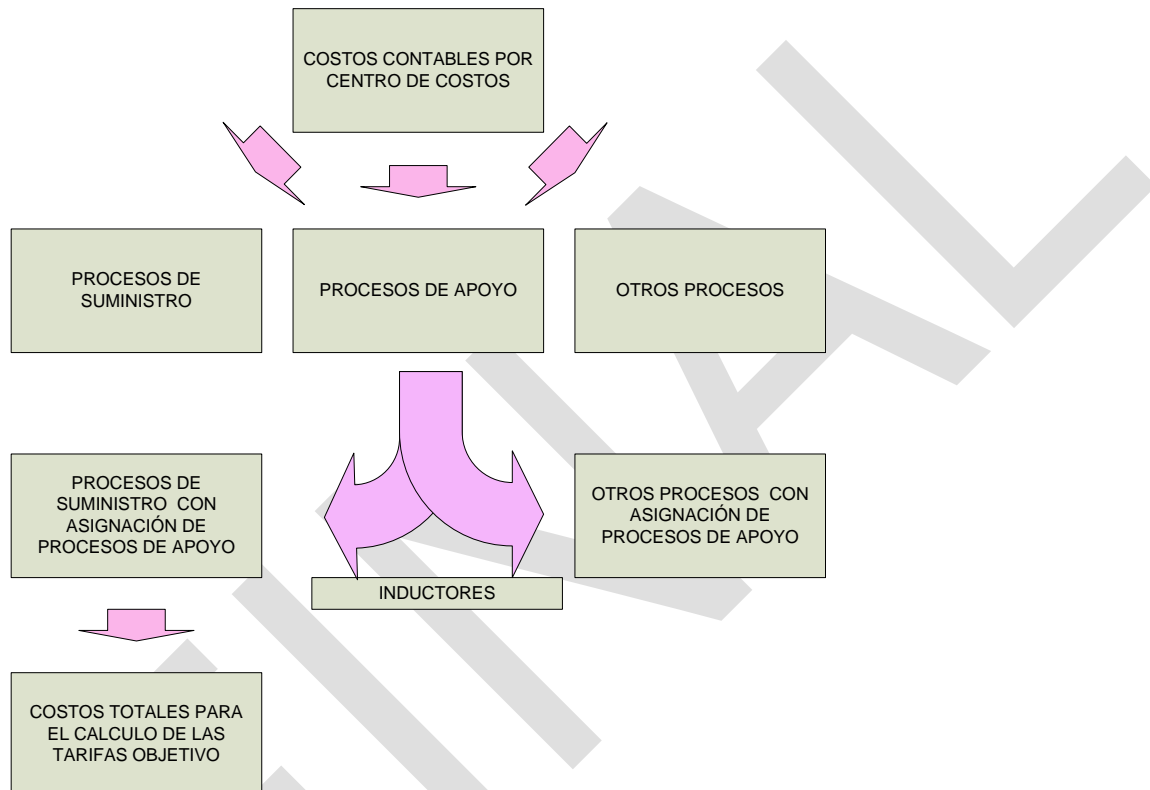 COSTOS CONTABLES POR
CENTRO DE COSTOS
PROCESOS DE
SUMINISTRO
PROCESOS DE APOYO
OTROS PROCESOS
PROCESOS DE
SUMINISTRO CON
ASIGNACIÓN DE
PROCESOS DE APOYO
OTROS PROCESOS CON
ASIGNACIÓN DE
PROCESOS DE APOYO
INDUCTORES
COSTOS TOTALES PARA
EL CALCULO DE LAS
TARIFAS OBJETIVO